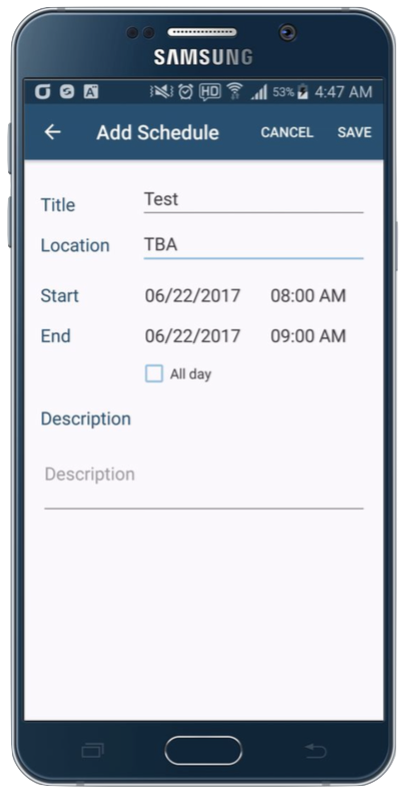 SAMSUNG
HD 53% 4:47 AM
Add Schedule CANCEL SAVE
Title Test
Location TBA
Start 06/22/2017 08:00 AM
End 06/22/2017 09:00 AM
All day
Description
Description